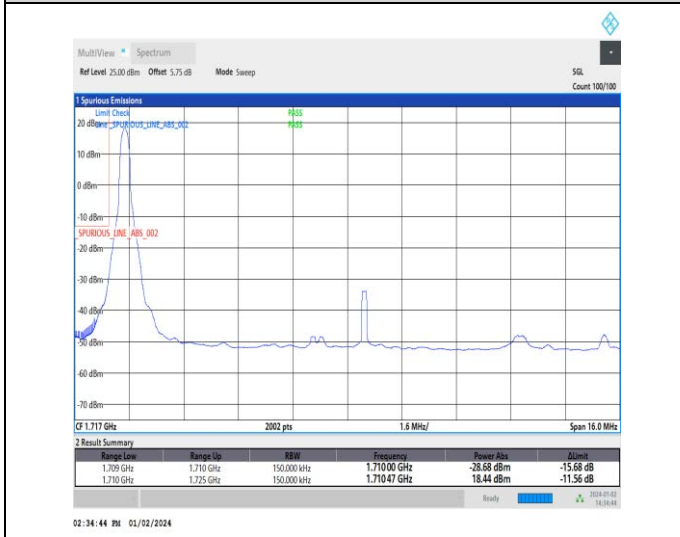 MultiView Spectrum
Ref Level 25.00 dBm Offset 5.75 dB Mode Sweep SGL
Count 100/100
1 Spurious Emissions
Limit Check PASS
20 dBm Line _SPURIOUS_LINE_ABS_002 PASS
10 dBm
0 dBm
-10 dBm
_SPURIOUS_LINE_ABS_002
-20 dBm
-30 dBm
-40 dBm
-50 dBm
-60 dBm
-70 dBm
CF 1.717 GHz 2002 pts 1.6 MHz/ Span 16.0 MHz
2 Result Summary
Range Low Range Up RBW Frequency Power Abs ΔLimit
1.709 GHz 1.710 GHz 150.000 kHz 1.71000 GHz -28.68 dBm -15.68 dB
1.710 GHz 1.725 GHz 150.000 kHz 1.71047 GHz 18.44 dBm -11.56 dB
Ready 2024-01-02
14:34:44
02:34:44 PM 01/02/2024